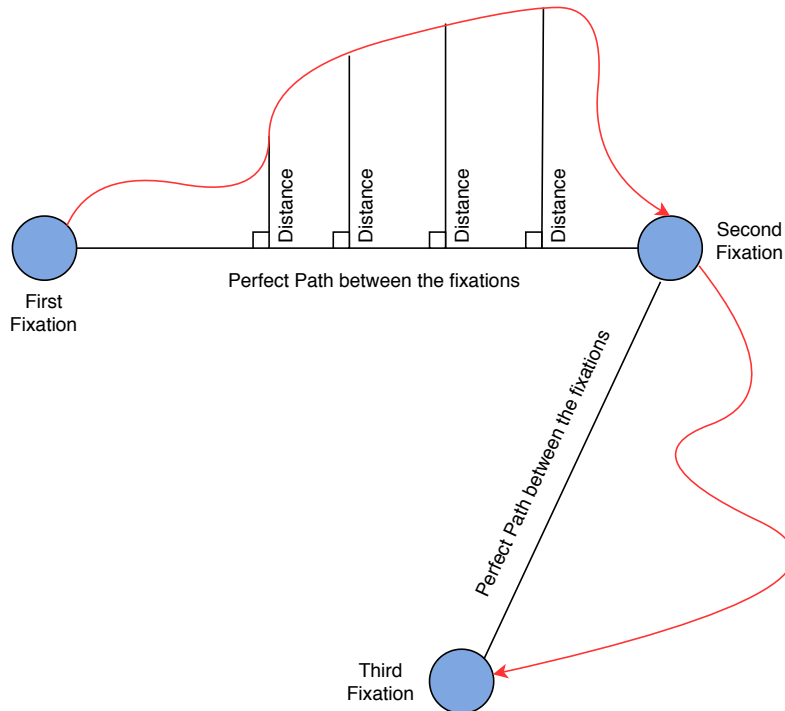 Distance
Distance
Distance
Distance
Second
Fixation
Perfect Path between the fixations
First
Fixation
Perfect Path between the fixations
Third
Fixation